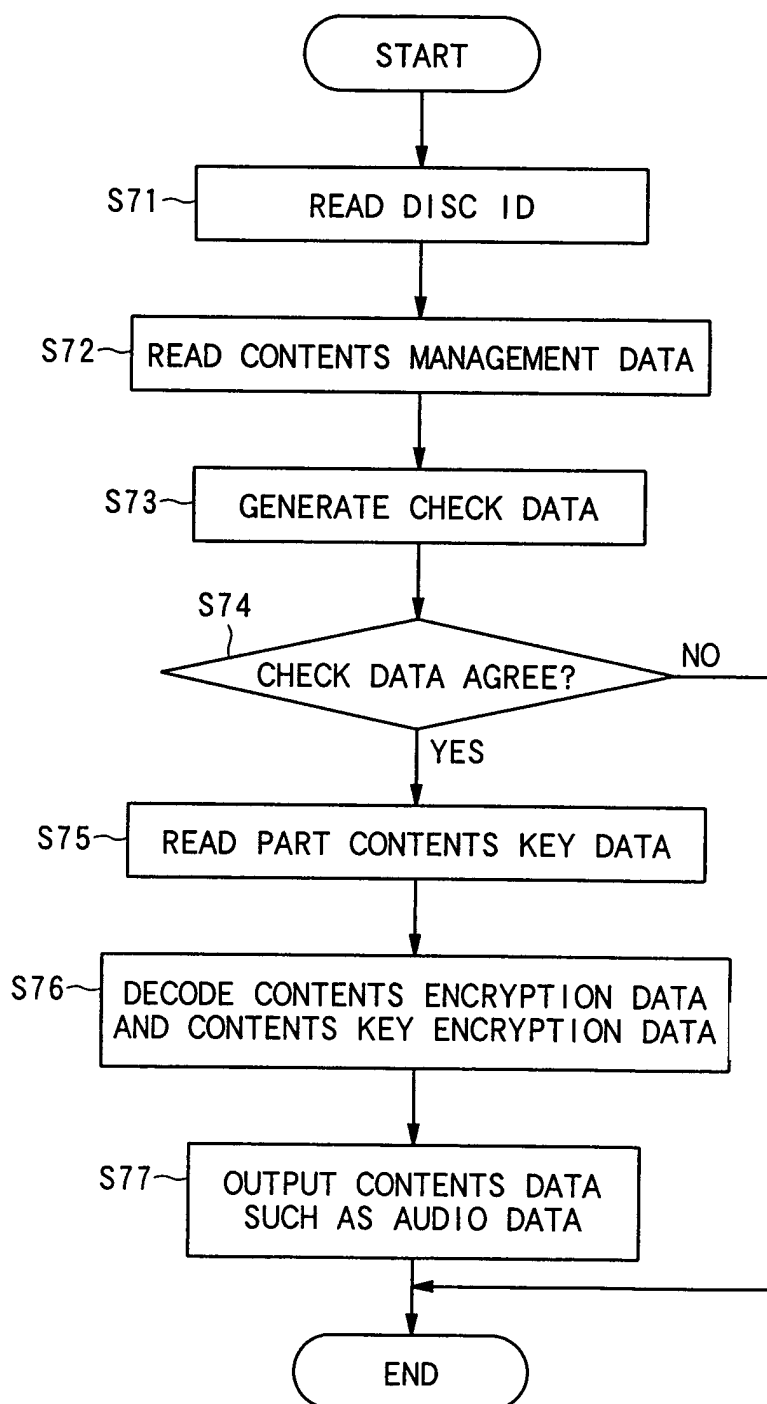 START
S71
READ DISC ID
S72
READ CONTENTS MANAGEMENT DATA
S73
GENERATE CHECK DATA
S74
CHECK DATA AGREE?
NO
YES
S75
READ PART CONTENTS KEY DATA
S76
DECODE CONTENTS ENCRYPTION DATA
AND CONTENTS KEY ENCRYPTION DATA
S77
OUTPUT CONTENTS DATA
SUCH AS AUDIO DATA
END